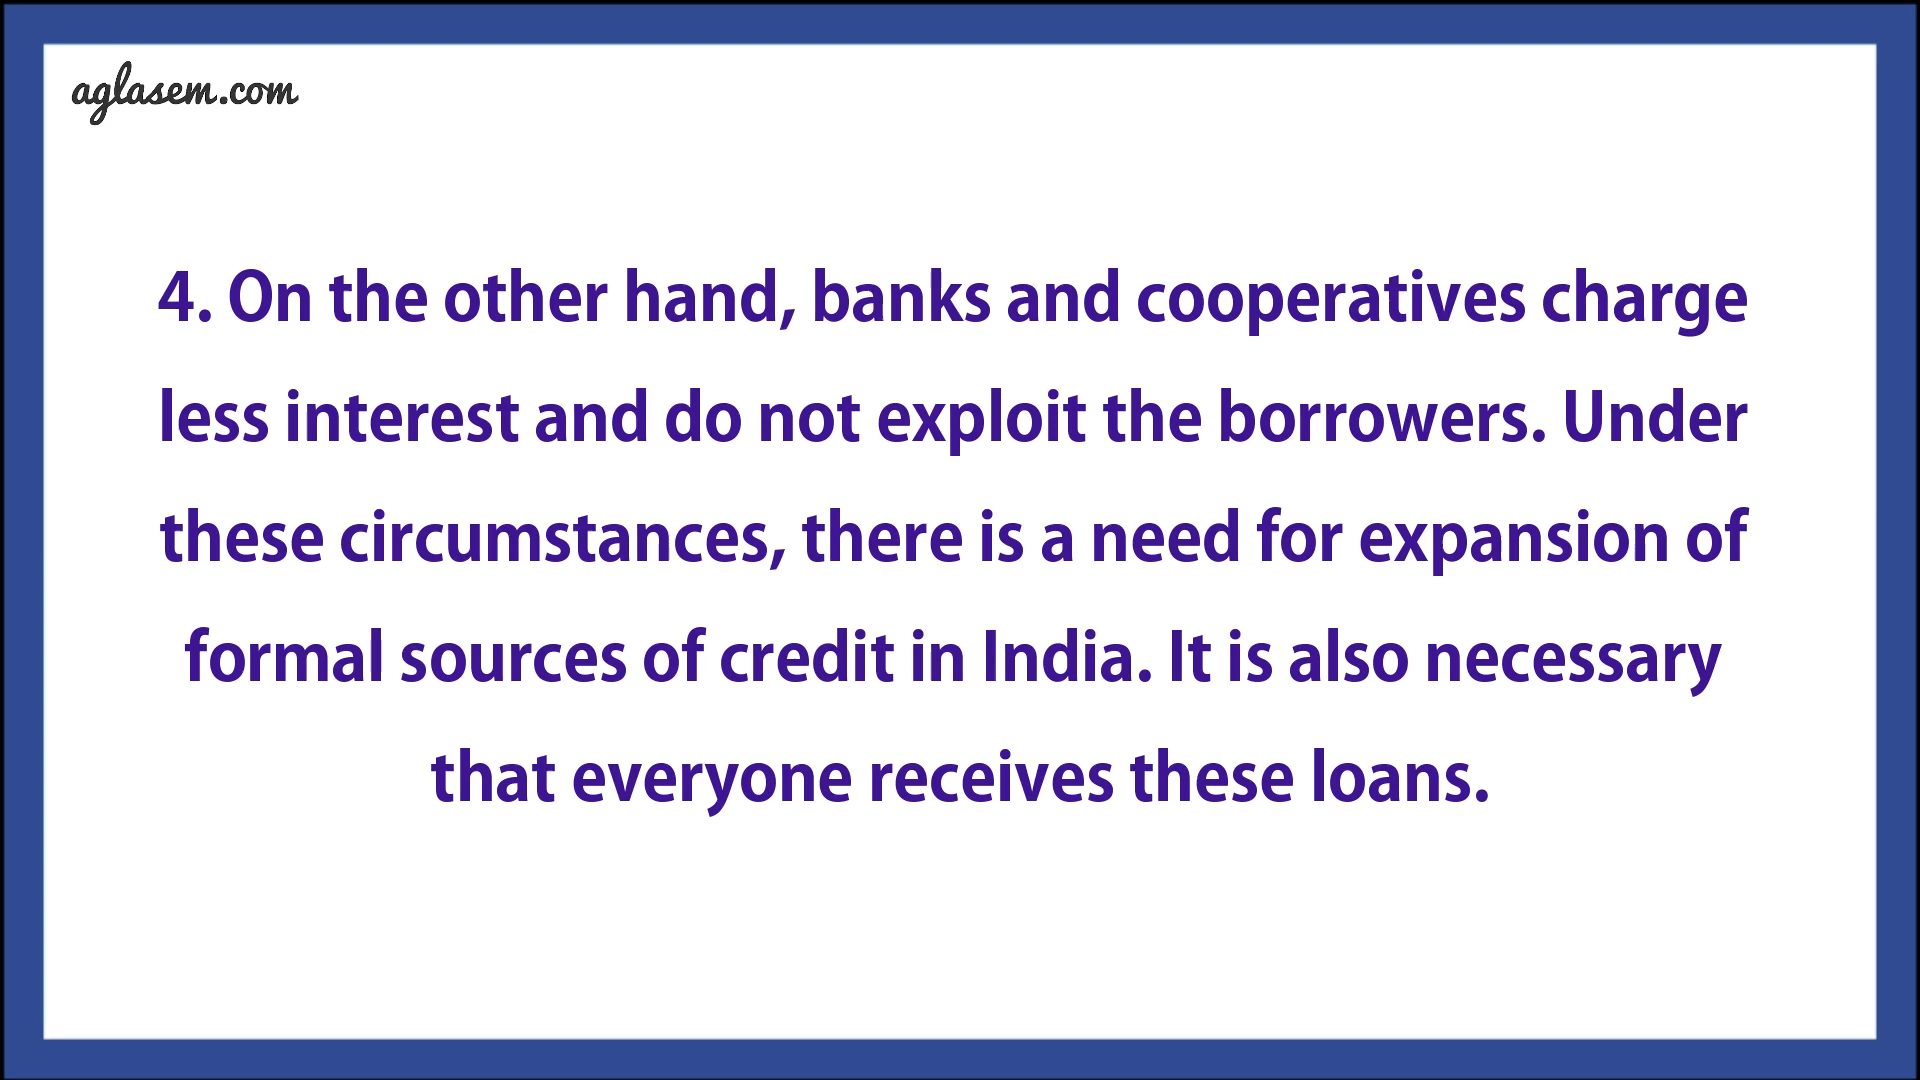 aglasem.com
4. On the other hand, banks and cooperatives charge
less interest and do not exploit the borrowers. Under
these circumstances, there is a need for expansion of
formal sources of credit in India. It is also necessary
that everyone receives these loans.